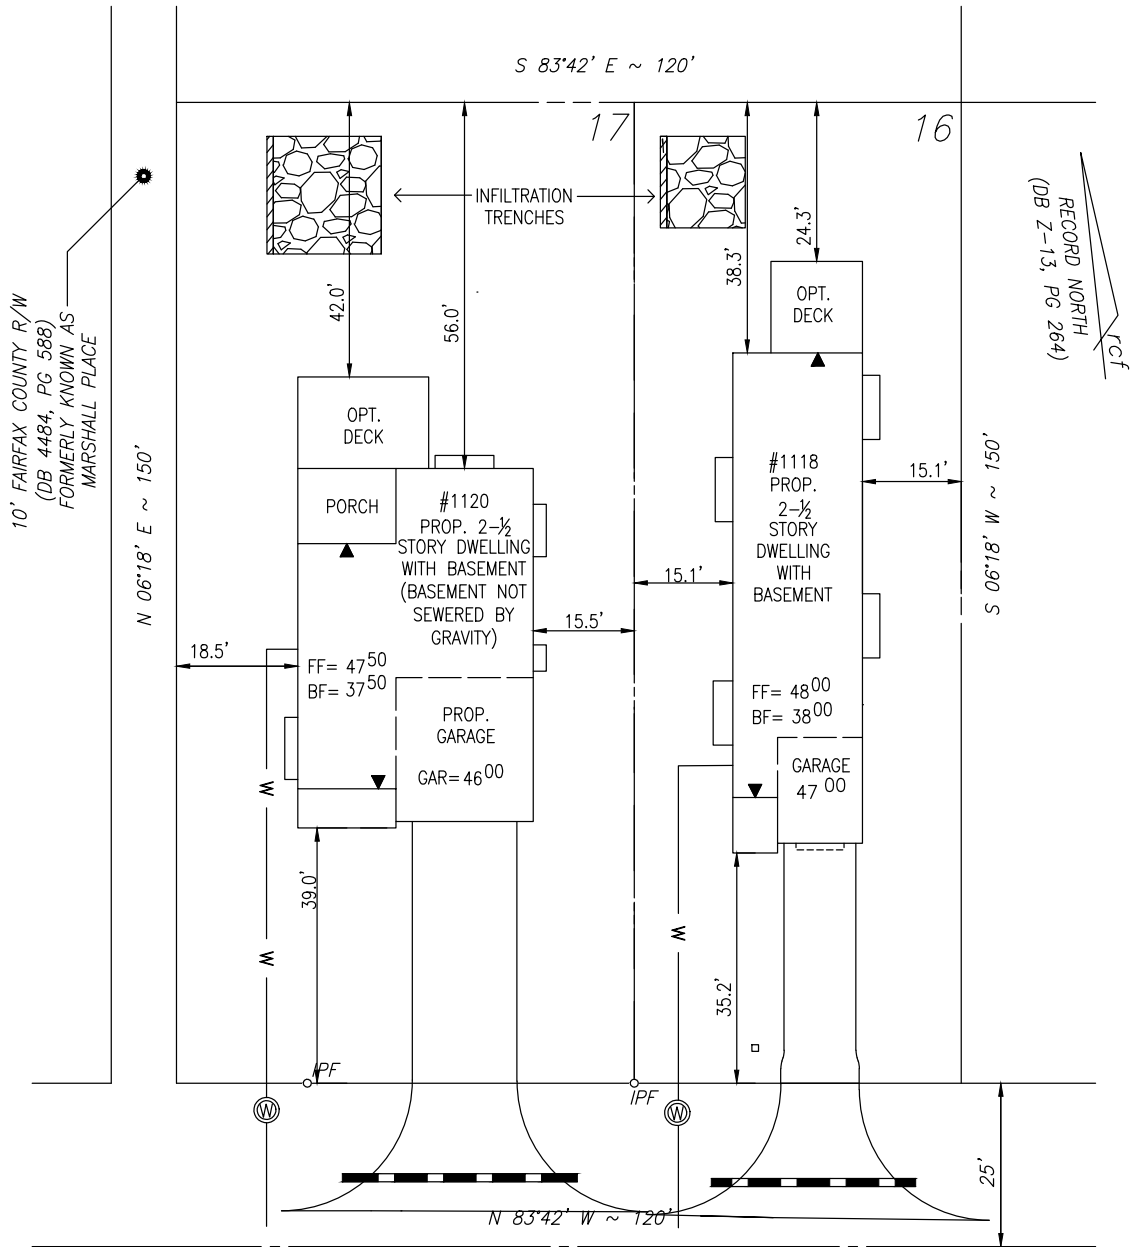 S 83°42' E ~ 120'
17
16
INFILTRATION
TRENCHES
RECORD NORTH
(DB Z-13, PG 264)
rcf
42.0'
56.0'
38.3'
24.3'
10' FAIRFAX COUNTY R/W
(DB 4484, PG 588)
FORMERLY KNOWN AS
MARSHALL PLACE
N 06°18' E ~ 150'
OPT.
DECK
OPT.
DECK
PORCH
#1120
PROP. 2-½
STORY DWELLING
WITH BASEMENT
(BASEMENT NOT
SEWERED BY
GRAVITY)
#1118
PROP.
2-½
STORY
DWELLING
WITH
BASEMENT
15.1'
S 06°18' W ~ 150'
15.1'
15.5'
18.5'
FF= 47 50
BF= 37 50
FF= 48 00
BF= 38 00
PROP.
GARAGE
GAR= 46 00
GARAGE
47 00
W
W
W
39.0'
35.2'
IPF
IPF
W
W
25'
N 83°42' W ~ 120'